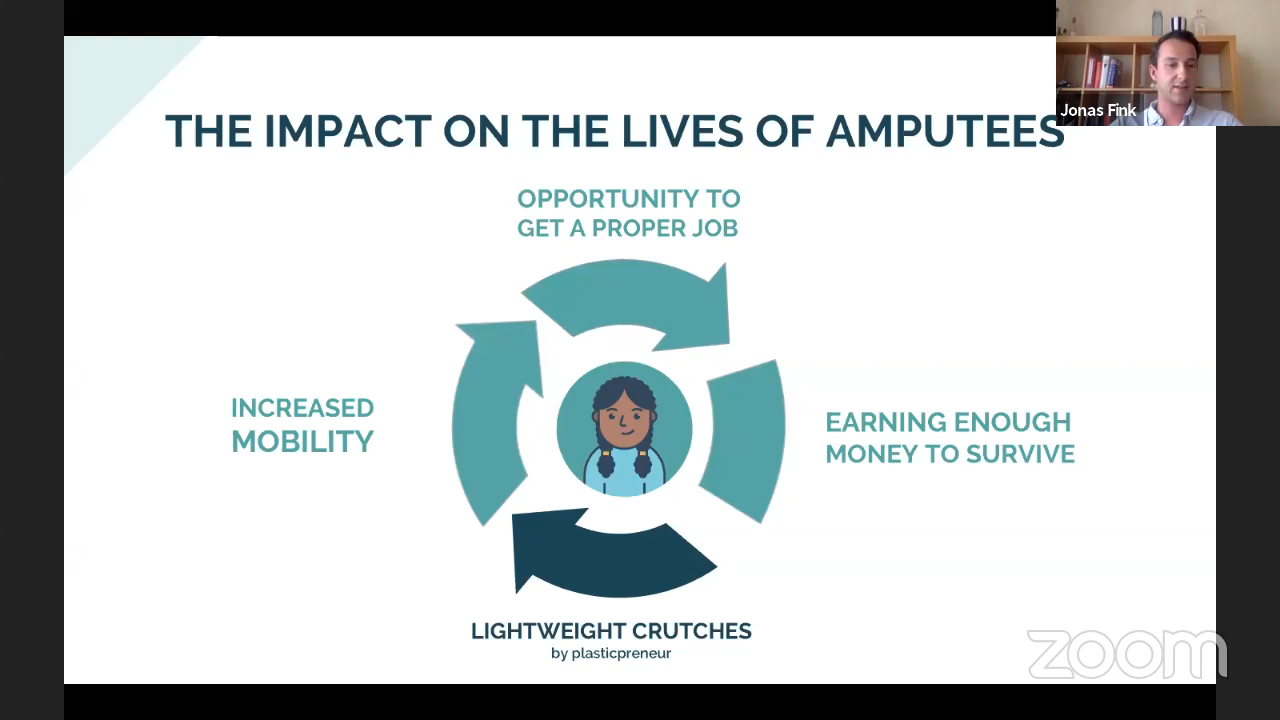 THE IMPACT ON THE LIVES OF AMPUTEES
Jonas Fink
OPPORTUNITY TO
GET A PROPER JOB
INCREASED
MOBILITY
EARNING ENOUGH
MONEY TO SURVIVE
LIGHTWEIGHT CRUTCHES
by plasticpreneur
zoom